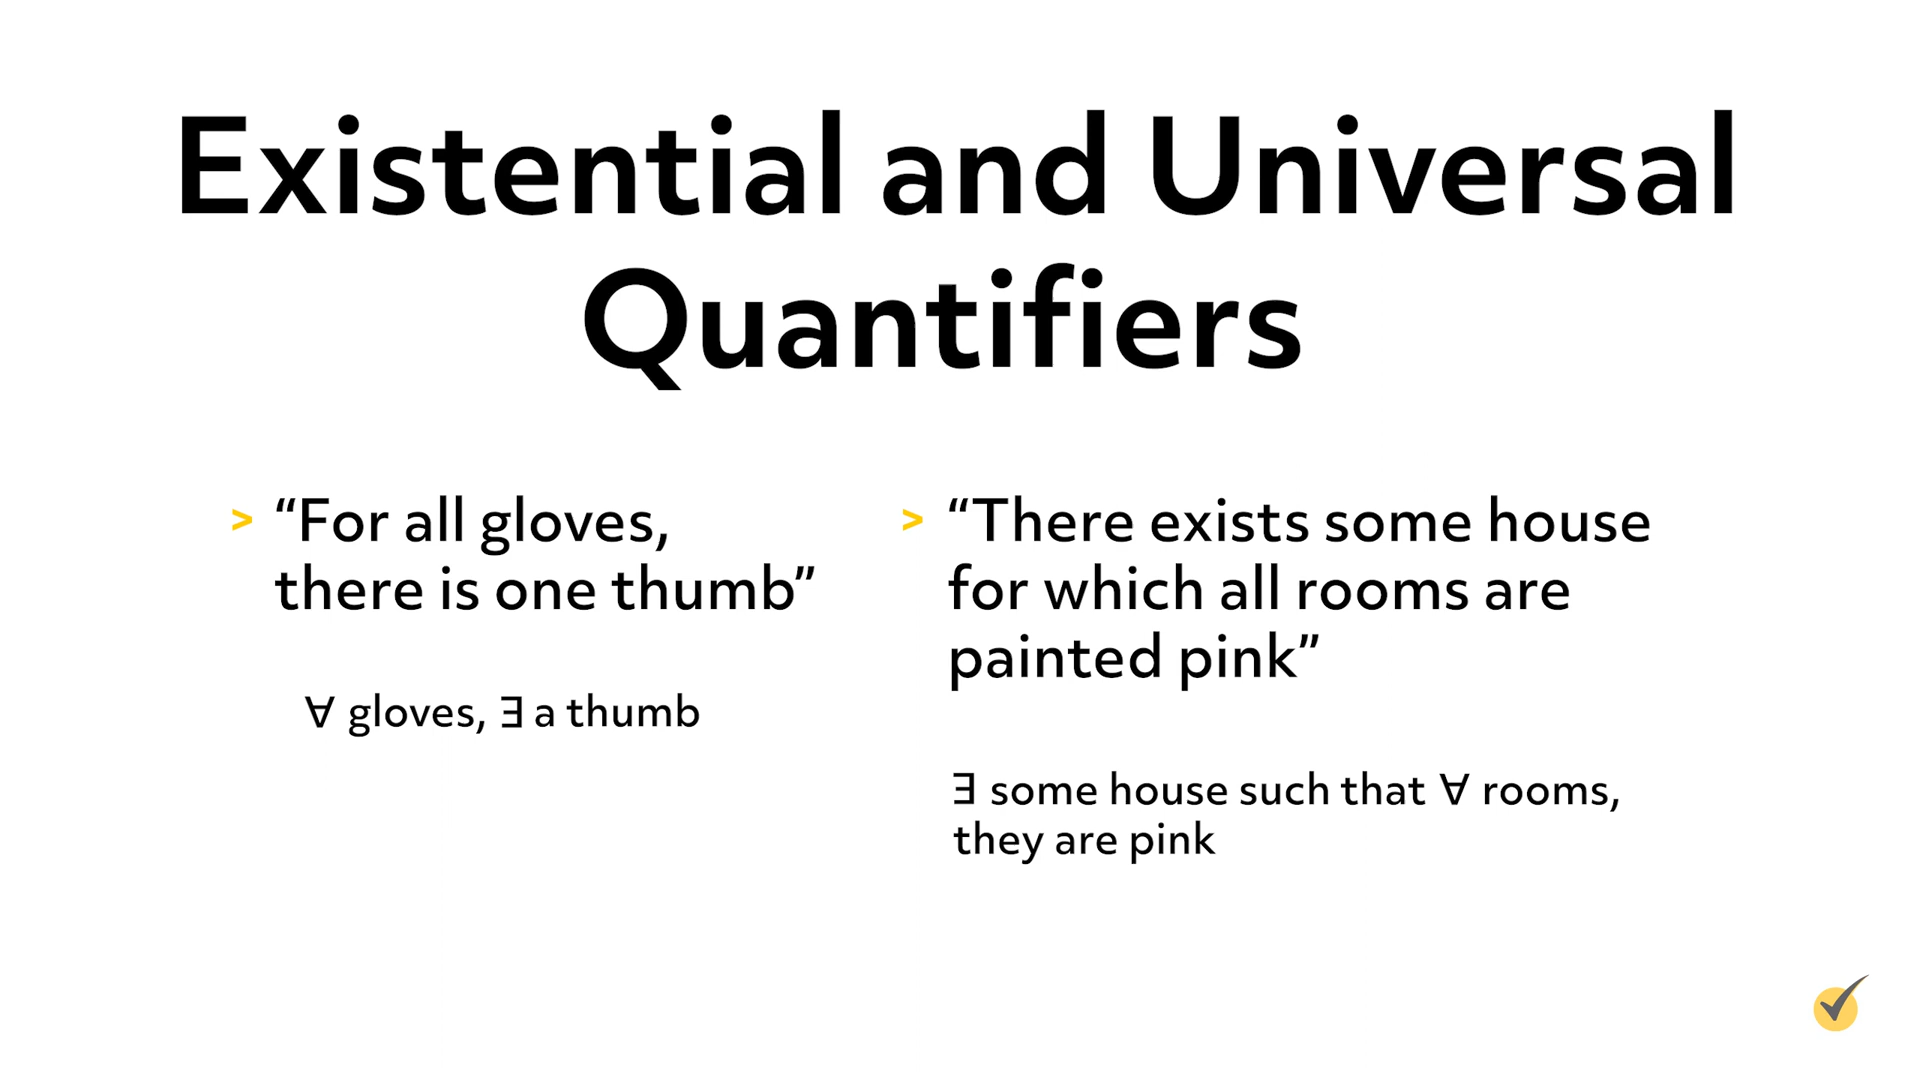 Existential and Universal
Quantifiers
> “For all gloves,
there is one thumb”
∀ gloves, ∃ a thumb
> “There exists some house
for which all rooms are
painted pink”
∃ some house such that ∀ rooms,
they are pink